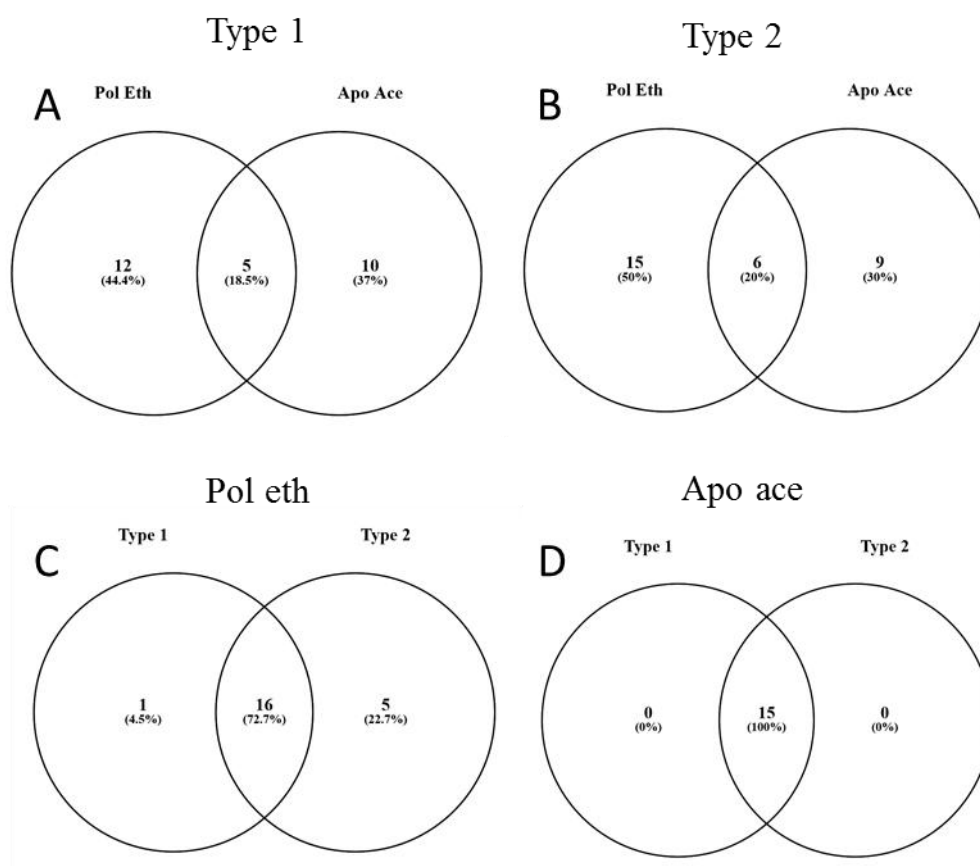 Type 1
Type 2
A
Pol Eth
Apo Ace
B
Pol Eth
Apo Ace
12
(44.4%)
5
(18.5%)
10
(37%)
15
(50%)
6
(20%)
9
(30%)
Pol eth
Apo ace
C
Type 1
Type 2
D
Type 1
Type 2
1
(4.5%)
16
(72.7%)
5
(22.7%)
0
(0%)
15
(100%)
0
(0%)